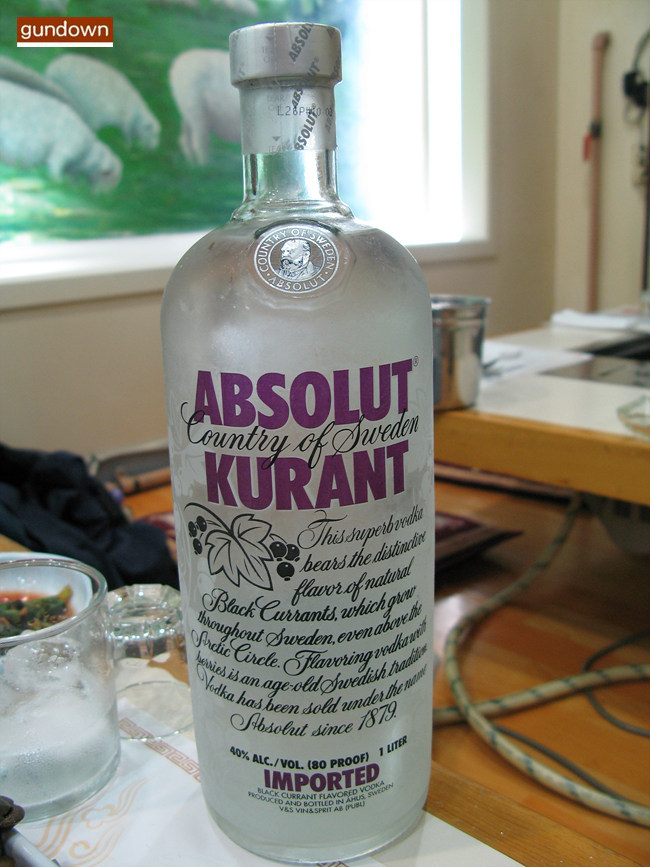 gundown
ABSOLUT
ABSOLUT
COUNTRY OF SWEDEN
ABSOLUT
ABSOLUT®
Country of Sweden
KURANT
This superb vodka
bears the distinctive
flavor of natural
Black Currants, which grow
throughout Sweden, even above the
Arctic Circle. Flavoring vodka with
berries is an age-old Swedish tradition.
Vodka has been sold under the name
Absolut since 1879.
40% ALC./VOL. (80 PROOF) 1 LITER
IMPORTED
BLACK CURRANT FLAVORED VODKA
PRODUCED AND BOTTLED IN ÅHUS, SWEDEN
V&S VIN&SPRIT AB (PUBL)